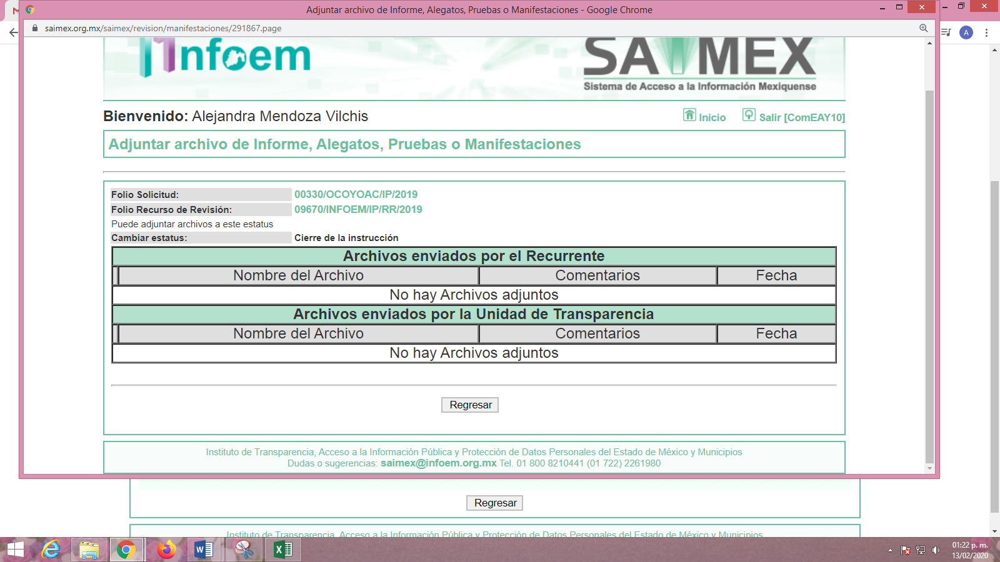 Adjuntar archivo de Informe, Alegatos, Pruebas o Manifestaciones - Google Chrome
saimex.org.mx/saimex/revision/manifestaciones/291867.page
A
infoem
SAIMEX
Sistema de Acceso a la Información Mexiquense
Bienvenido: Alejandra Mendoza Vilchis
Inicio
Salir [ComEAY10]
Adjuntar archivo de Informe, Alegatos, Pruebas o Manifestaciones
Folio Solicitud: 00330/OCOYOAC/IP/2019
Folio Recurso de Revisión: 09670/INFOEM/IP/RR/2019
Puede adjuntar archivos a este estatus
Cambiar estatus: Cierre de la instrucción
Archivos enviados por el Recurrente
Nombre del Archivo Comentarios Fecha
No hay Archivos adjuntos
Archivos enviados por la Unidad de Transparencia
Nombre del Archivo Comentarios Fecha
No hay Archivos adjuntos
Regresar
Instituto de Transparencia, Acceso a la Información Pública y Protección de Datos Personales del Estado de México y Municipios
Dudas o sugerencias: saimex@infoem.org.mx Tel. 01 800 8210441 (01 722) 2261980
Regresar
Instituto de Transparencia, Acceso a la Información Pública y Protección de Datos Personales del Estado de México y Municipios
01:22 p. m.
13/02/2020